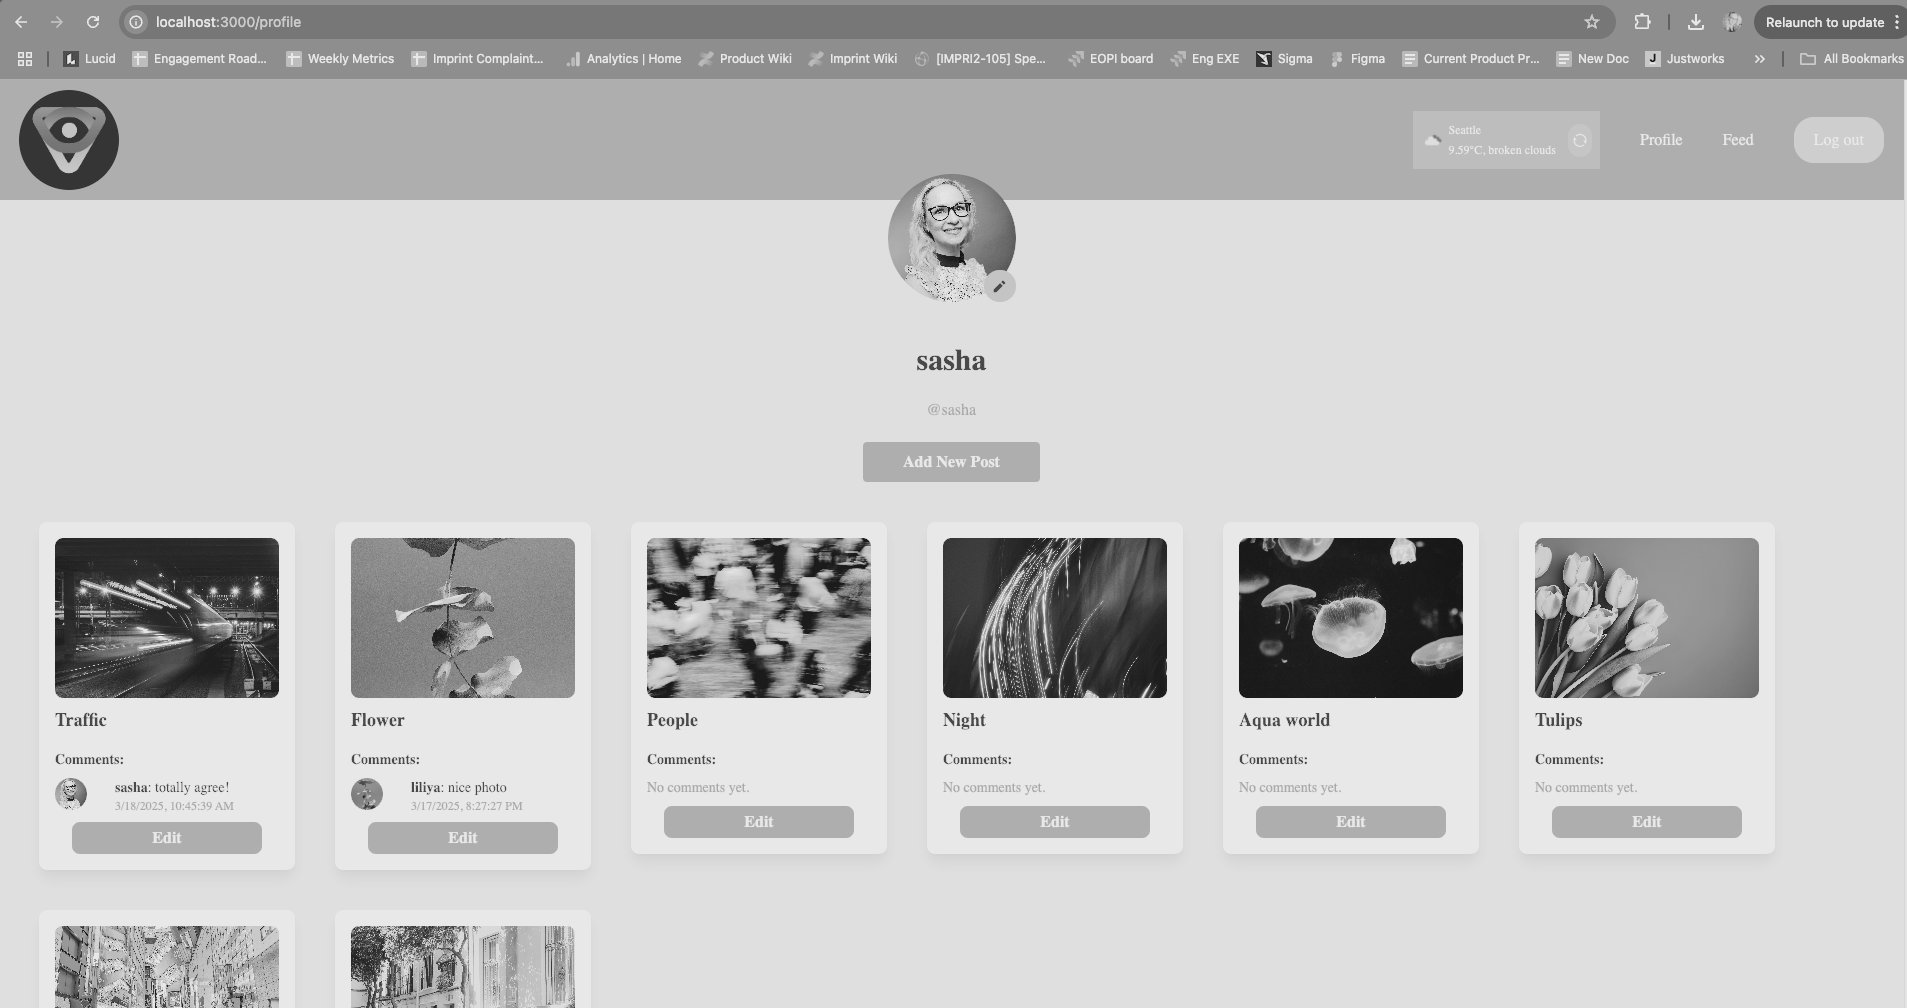 localhost:3000/profile
Relaunch to update
Lucid Engagement Road... Weekly Metrics Imprint Complaint... Analytics | Home Product Wiki Imprint Wiki [IMPRI2-105] Spe... EOPI board Eng EXE Sigma Figma Current Product Pr... New Doc J Justworks » All Bookmarks
Seattle
9.59°C, broken clouds
Profile Feed Log out
sasha
@sasha
Add New Post
Traffic
Comments:
sasha: totally agree!
3/18/2025, 10:45:39 AM
Edit
Flower
Comments:
liliya: nice photo
3/17/2025, 8:27:27 PM
Edit
People
Comments:
No comments yet.
Edit
Night
Comments:
No comments yet.
Edit
Aqua world
Comments:
No comments yet.
Edit
Tulips
Comments:
No comments yet.
Edit